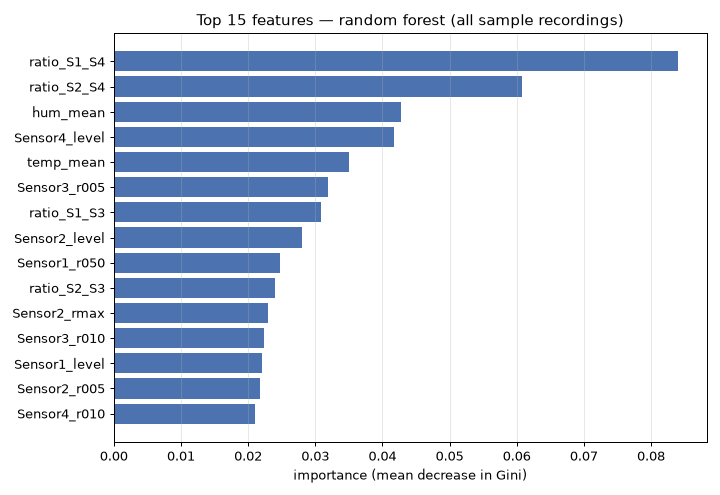 Top 15 features — random forest (all sample recordings)
ratio_S1_S4
ratio_S2_S4
hum_mean
Sensor4_level
temp_mean
Sensor3_r005
ratio_S1_S3
Sensor2_level
Sensor1_r050
ratio_S2_S3
Sensor2_rmax
Sensor3_r010
Sensor1_level
Sensor2_r005
Sensor4_r010
0.00 0.01 0.02 0.03 0.04 0.05 0.06 0.07 0.08
importance (mean decrease in Gini)